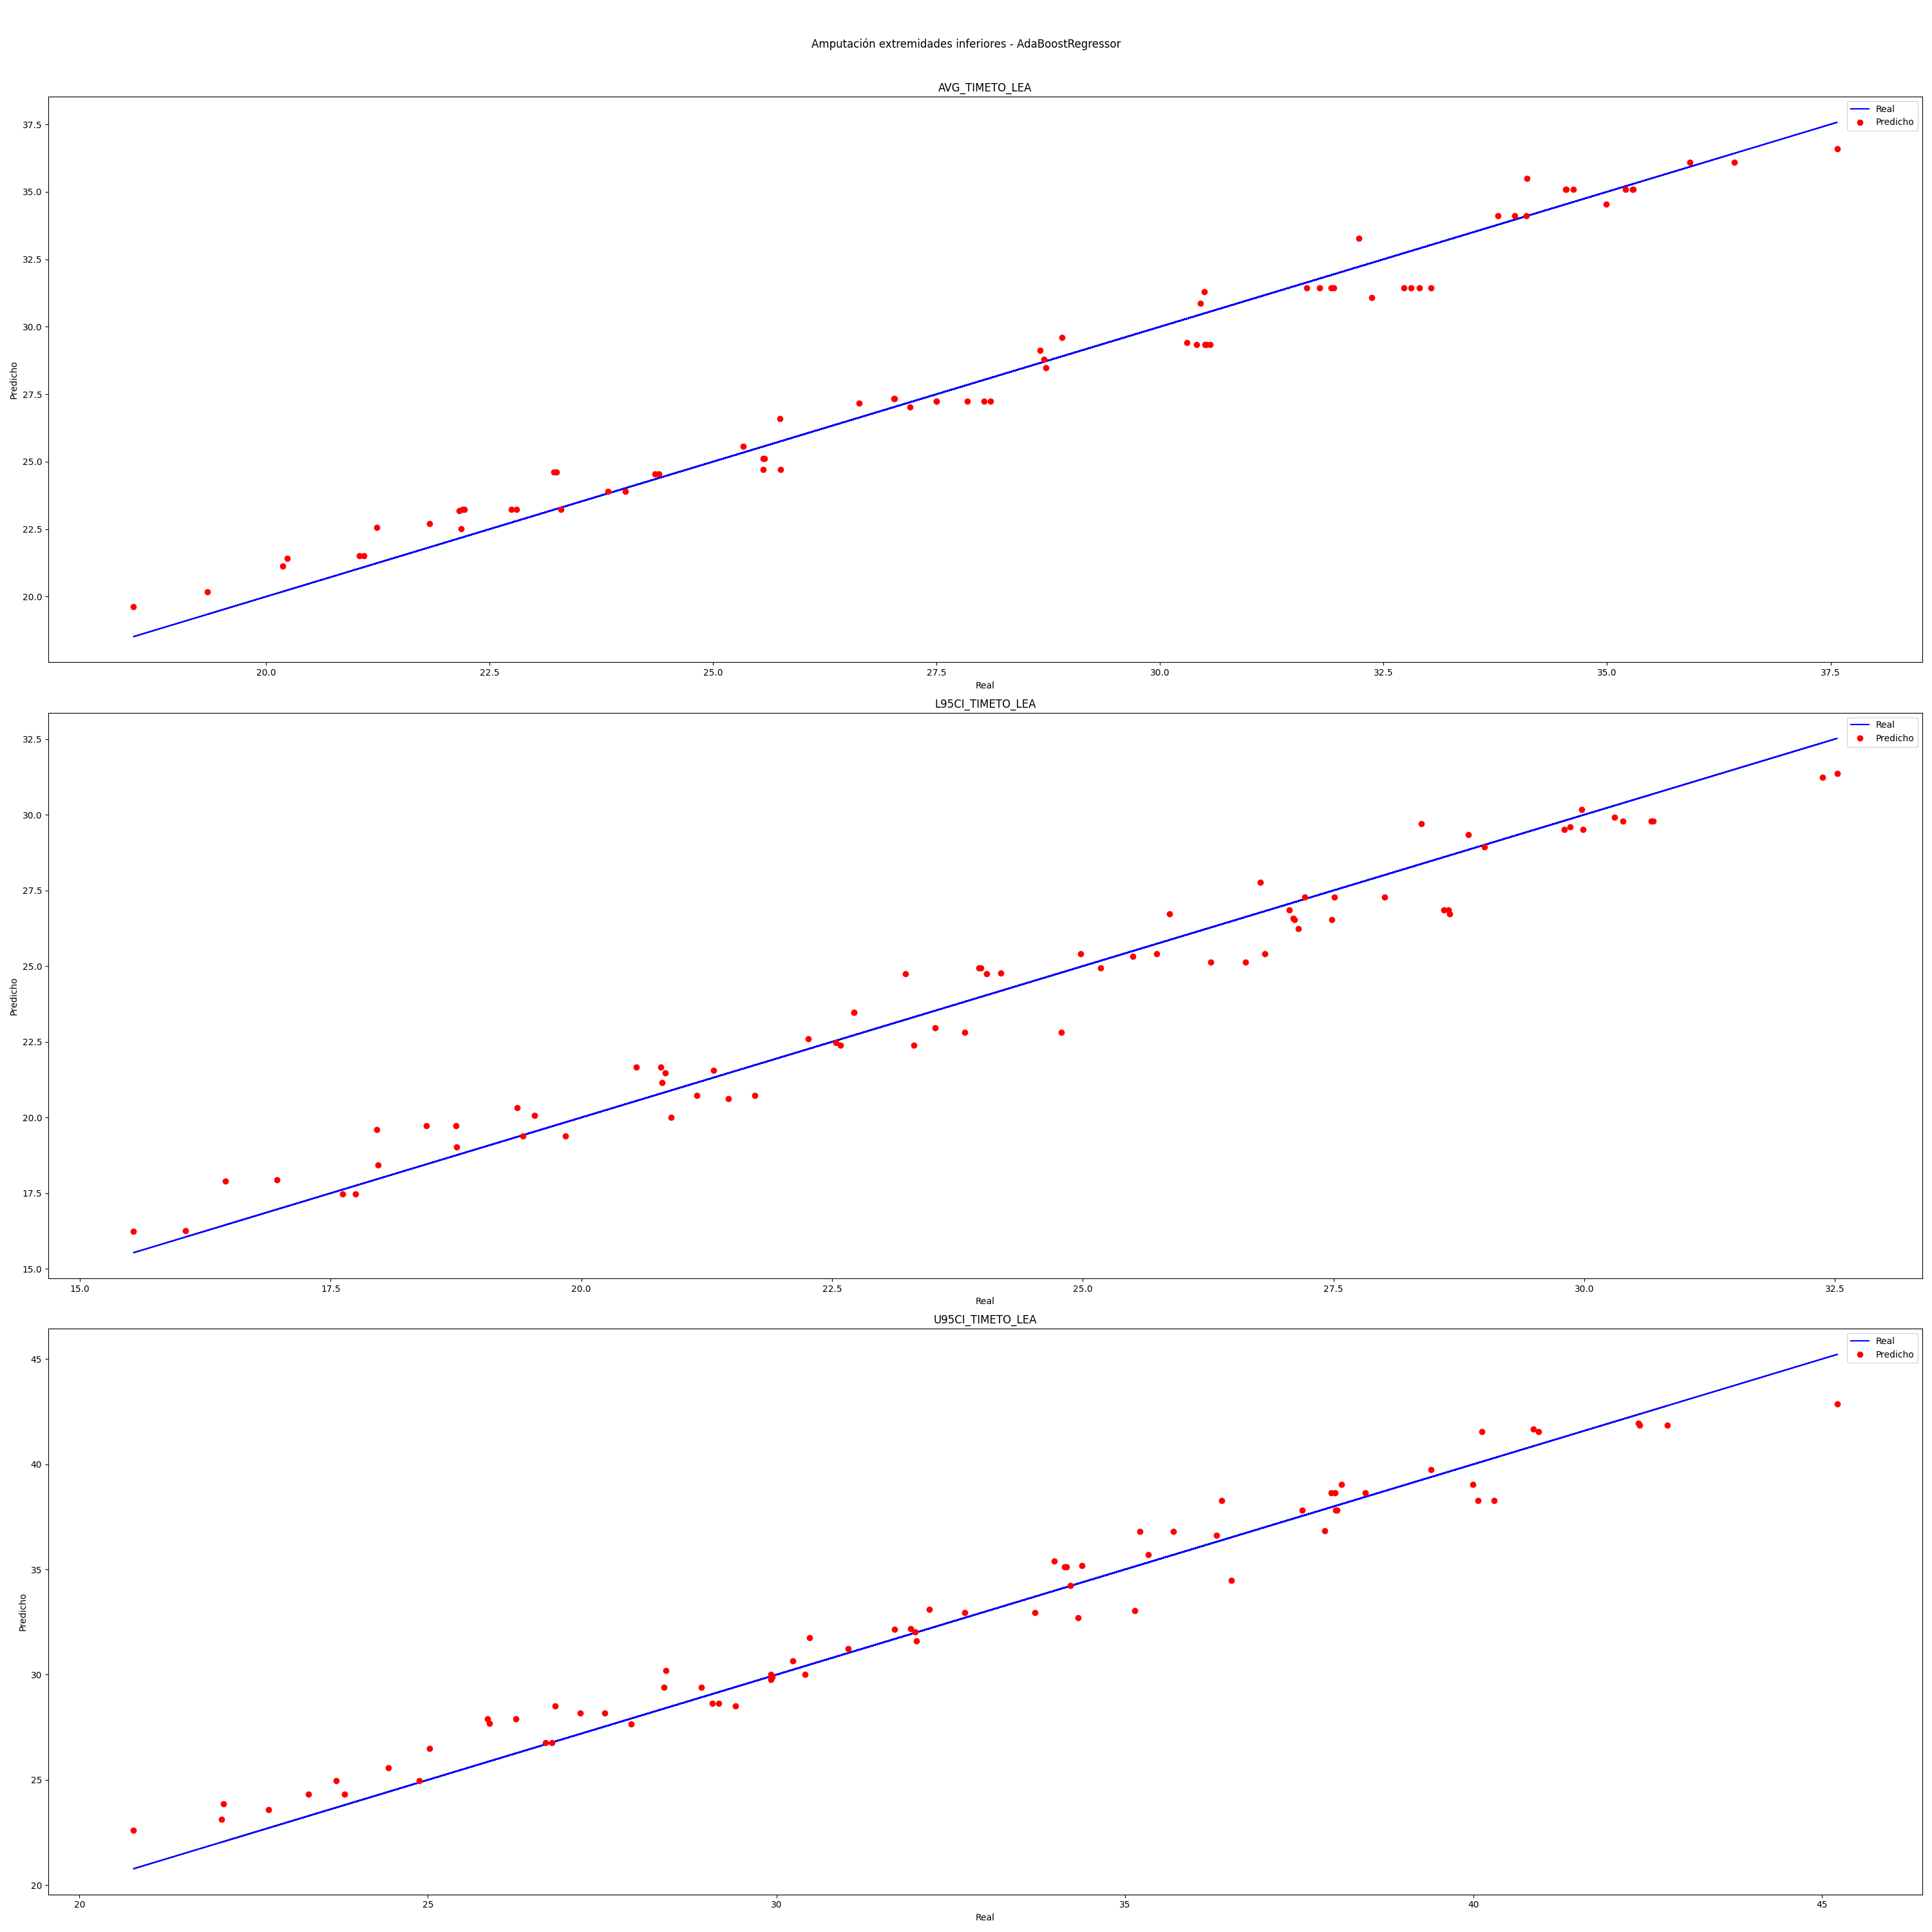 Amputación extremidades inferiores - AdaBoostRegressor
AVG_TIMETO_LEA
Real
Predicho
37.5
35.0
32.5
30.0
27.5
25.0
22.5
20.0
Predicho
20.0 22.5 25.0 27.5 30.0 32.5 35.0 37.5
Real
L95CI_TIMETO_LEA
Real
Predicho
32.5
30.0
27.5
25.0
22.5
20.0
17.5
15.0
Predicho
15.0 17.5 20.0 22.5 25.0 27.5 30.0 32.5
Real
U95CI_TIMETO_LEA
Real
Predicho
45
40
35
30
25
20
Predicho
20 25 30 35 40 45
Real